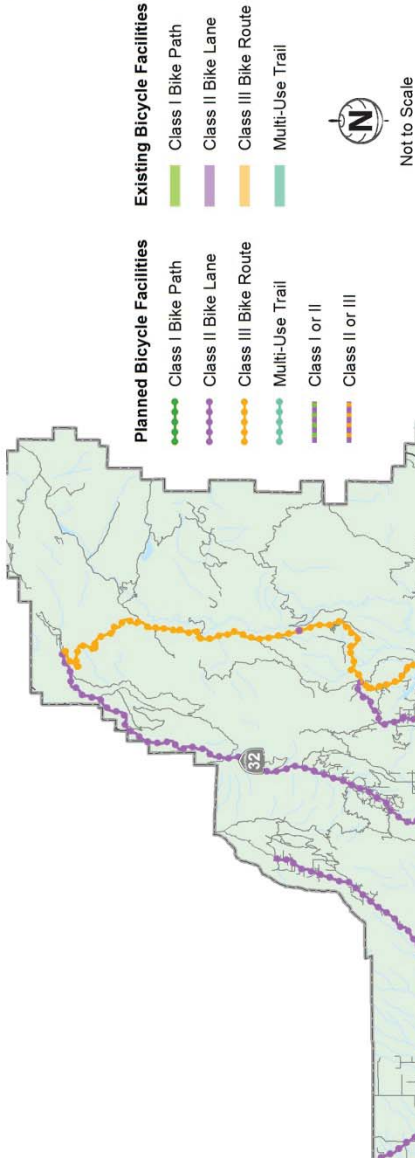 Planned Bicycle Facilities
Class I Bike Path
Class II Bike Lane
Class III Bike Route
Multi-Use Trail
Class I or II
Class II or III
Existing Bicycle Facilities
Class I Bike Path
Class II Bike Lane
Class III Bike Route
Multi-Use Trail
N
Not to Scale
32